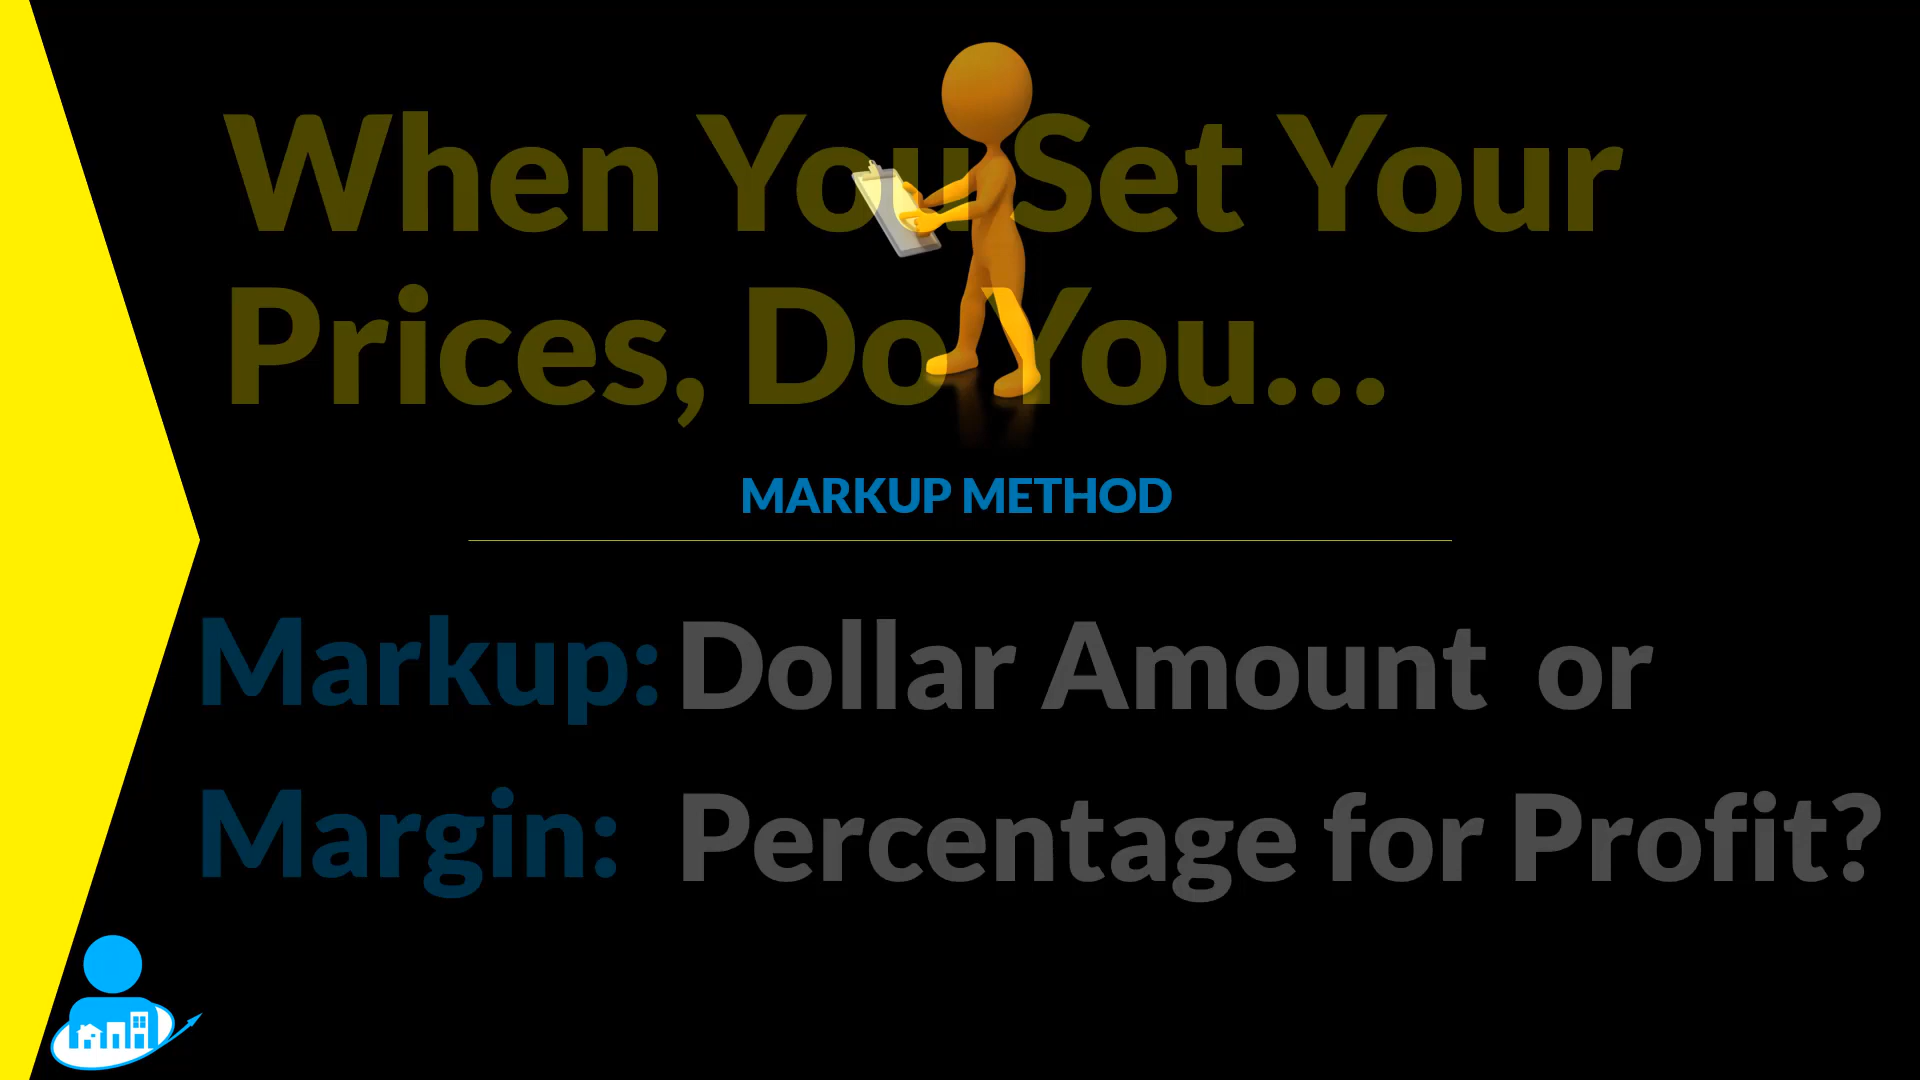 When You Set Your
Prices, Do You...
MARKUP METHOD
Markup: Dollar Amount or
Margin: Percentage for Profit?